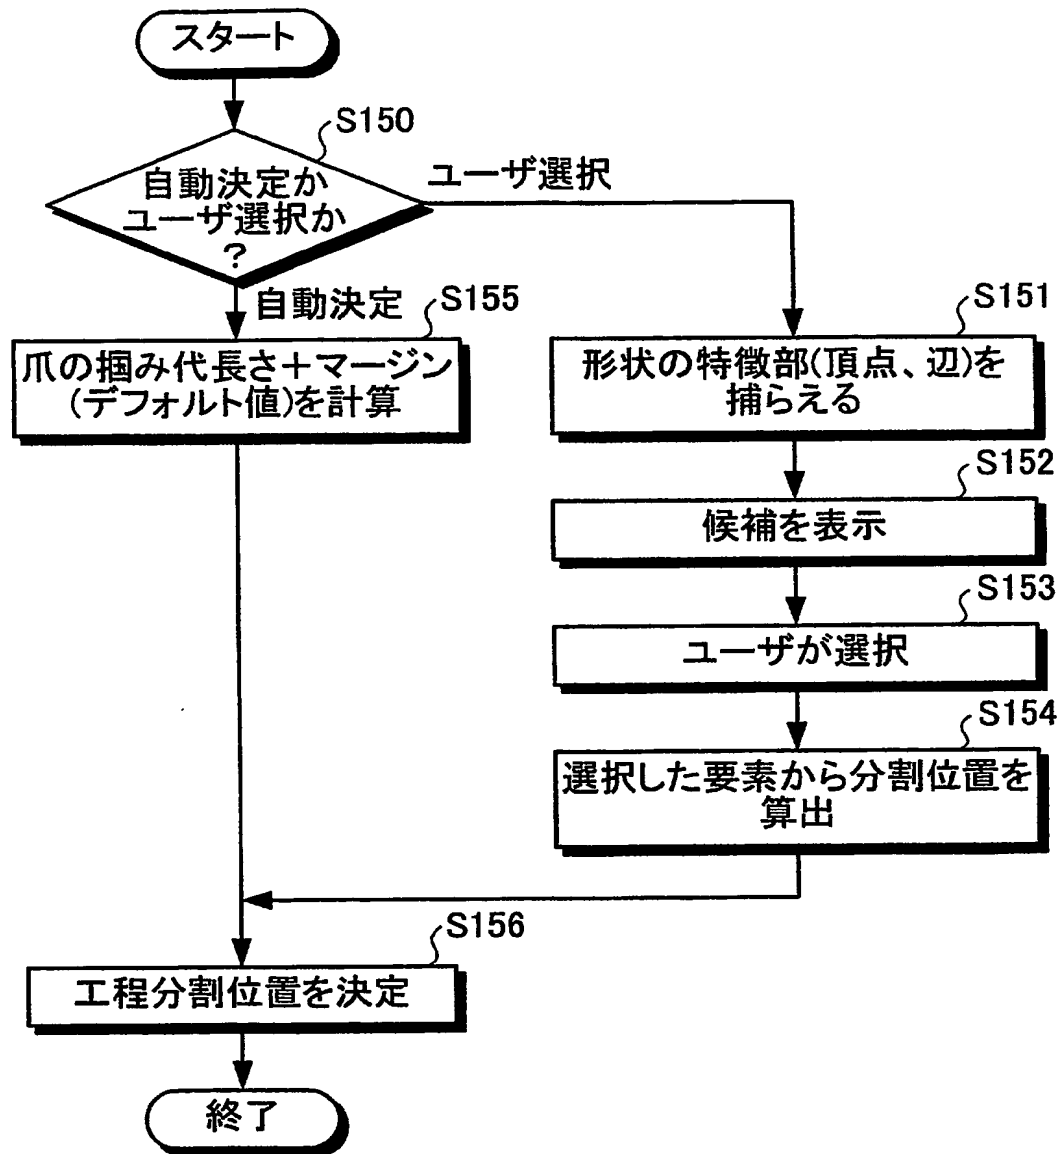 スタート
S150
自動決定か
ユーザ選択か
?
ユーザ選択
自動決定
S155
爪の掴み代長さ+マージン
(デフォルト値)を計算
S151
形状の特徴部(頂点、辺)を
捕らえる
S152
候補を表示
S153
ユーザが選択
S154
選択した要素から分割位置を
算出
S156
工程分割位置を決定
終了